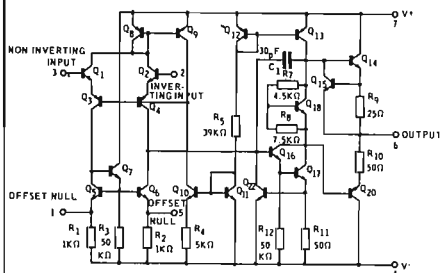 V+
7
Q8
Q9
Q12
Q13
NON INVERTING
INPUT
3
Q1
Q2
2
INVER-
TING INPUT
30pF
C1
Q14
Q15
R7
4.5KΩ
Q3
Q4
R5
39KΩ
Q18
R8
7.5KΩ
R9
25Ω
OUTPUT
6
Q16
R10
50Ω
Q7
Q17
Q5
Q6
Q10
Q11
Q22
Q20
OFFSET NULL
1
OFFSET
NULL
5
R1
1KΩ
R3
50
KΩ
R2
1KΩ
R4
5KΩ
R12
50
KΩ
R11
50Ω
V-